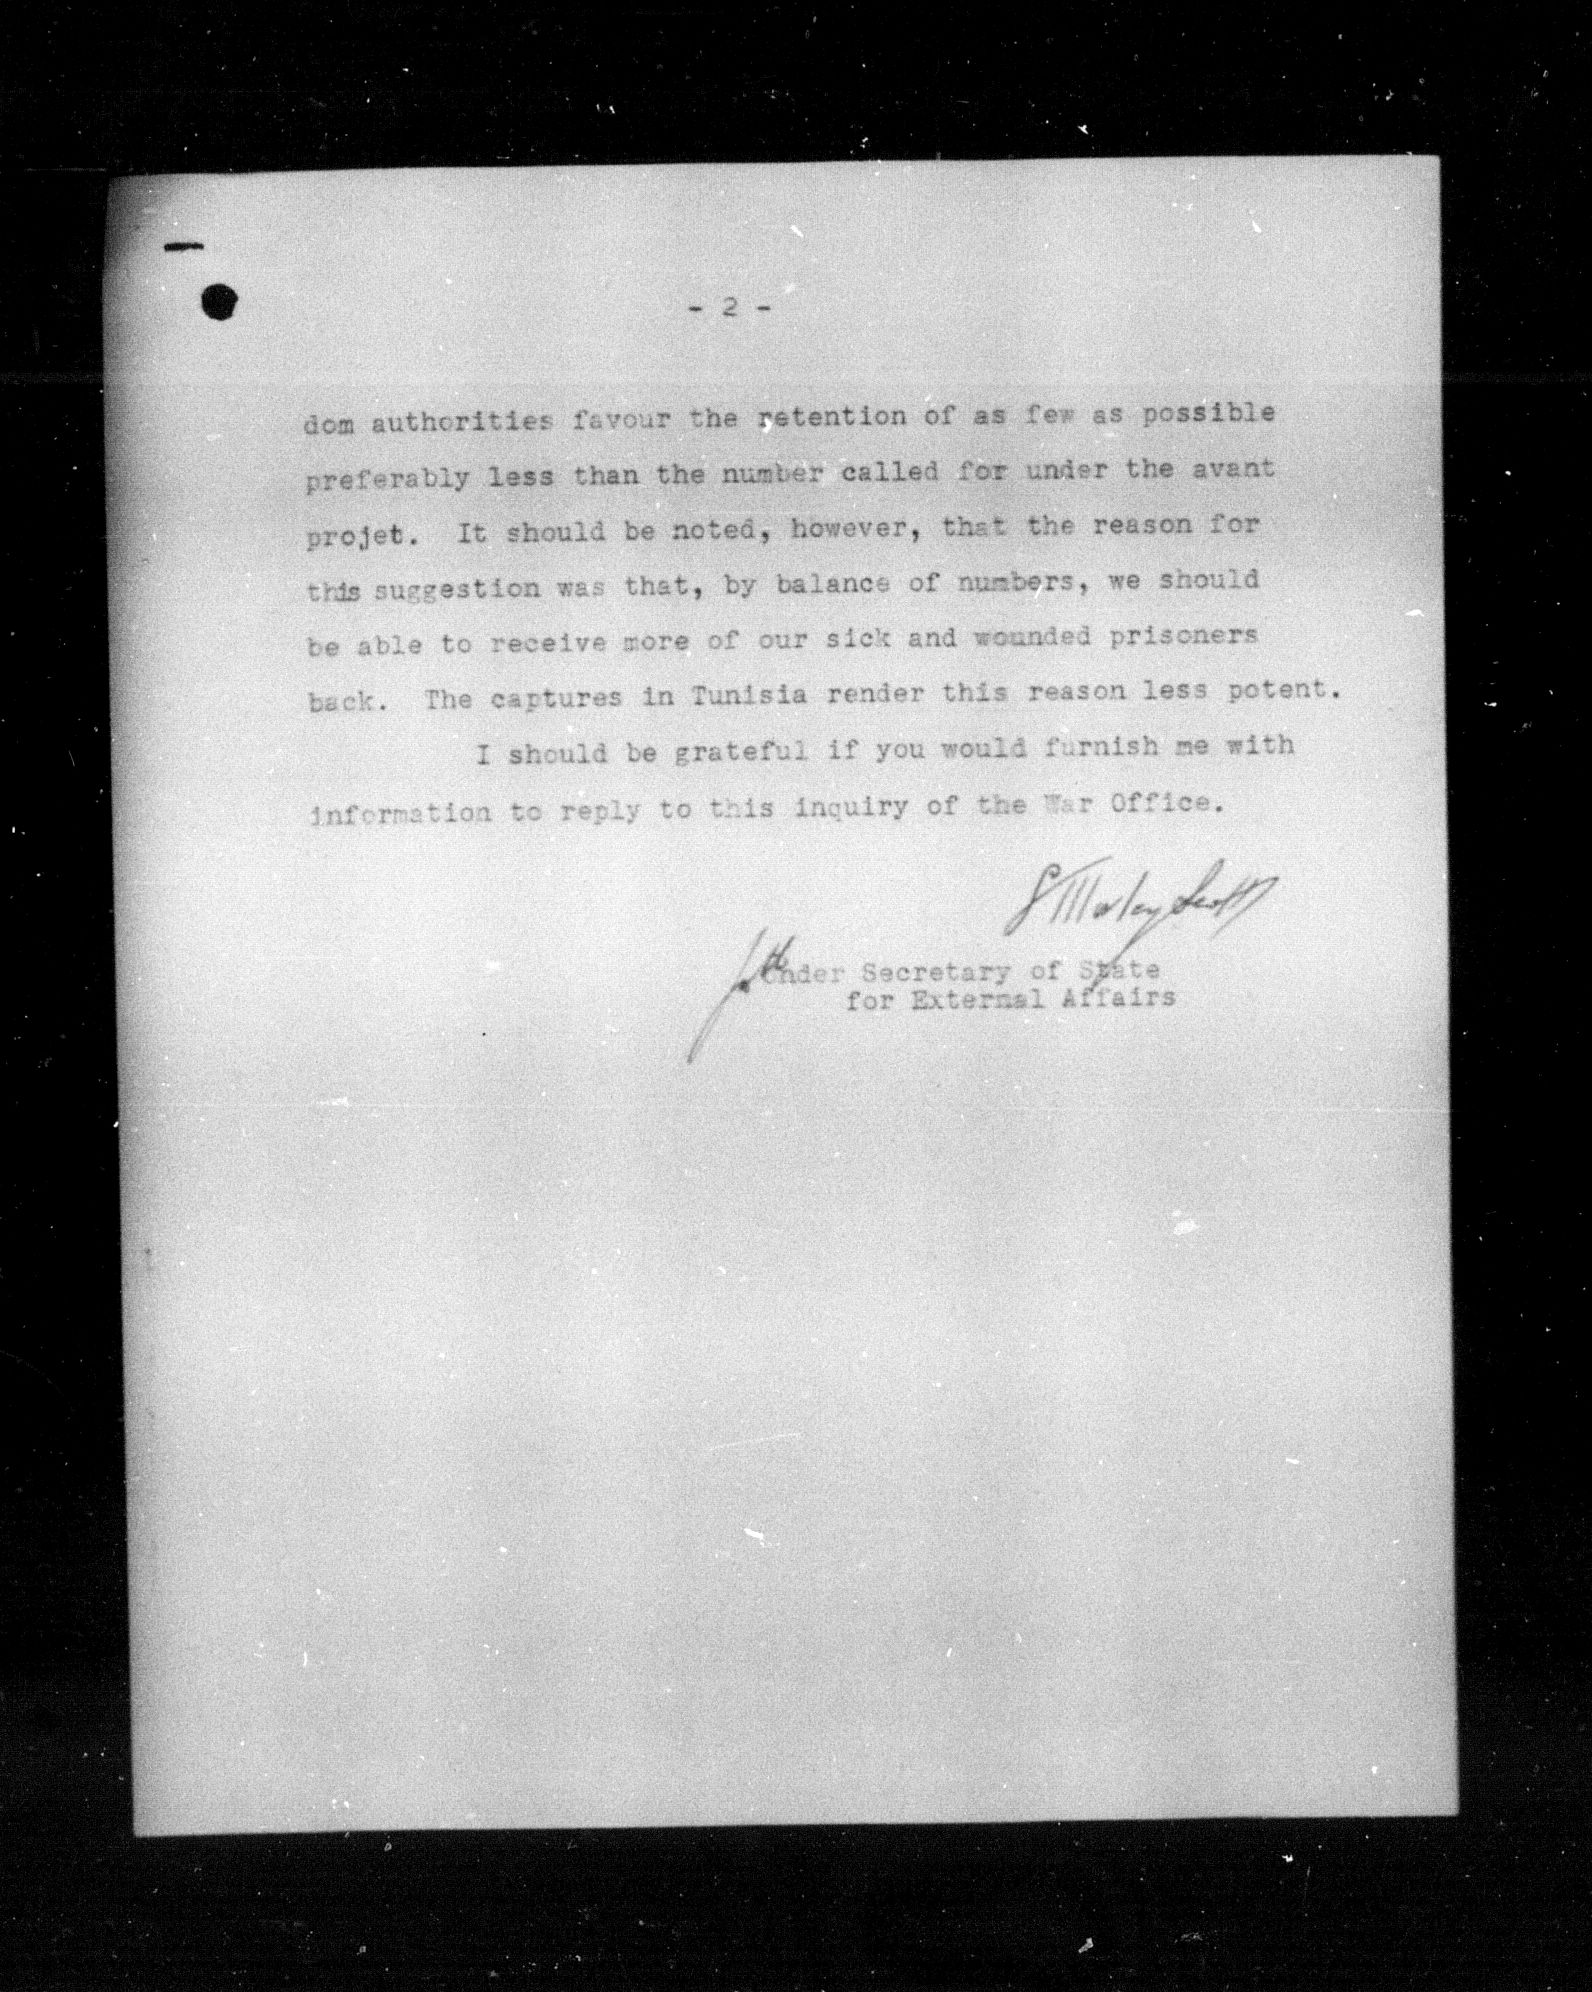 - 2 -
dom authorities favour the retention of as few as possible
preferably less than the number called for under the avant
projet. It should be noted, however, that the reason for
this suggestion was that, by balance of numbers, we should
be able to receive more of our sick and wounded prisoners
back. The captures in Tunisia render this reason less potent.
I should be grateful if you would furnish me with
information to reply to this inquiry of the War Office.
S Morley Scott
for the
Under Secretary of State
for External Affairs